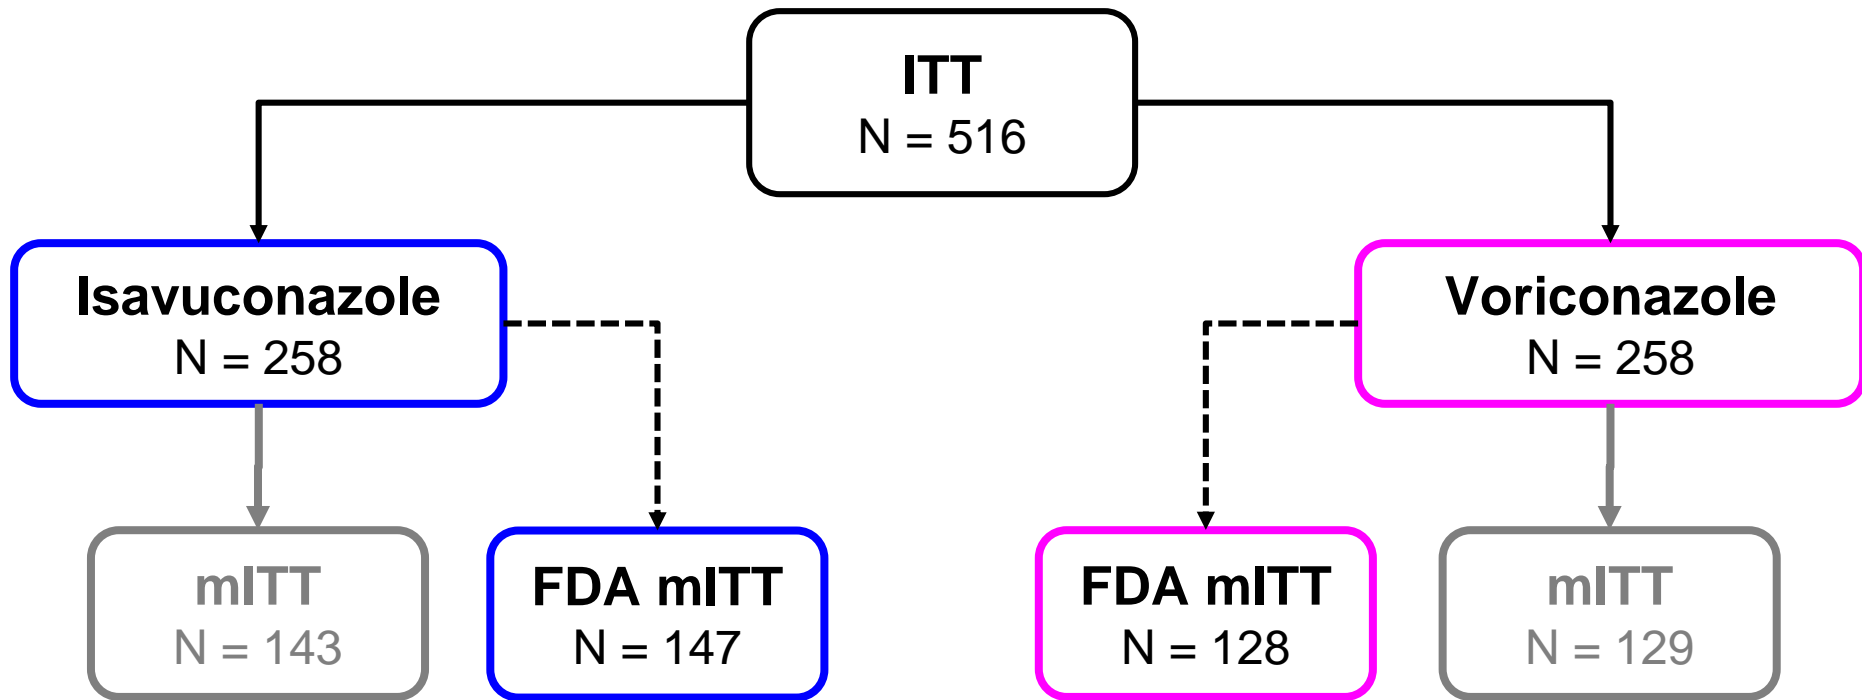 ITT
N = 516
Isavuconazole
N = 258
Voriconazole
N = 258
mITT
N = 143
FDA mITT
N = 147
FDA mITT
N = 128
mITT
N = 129